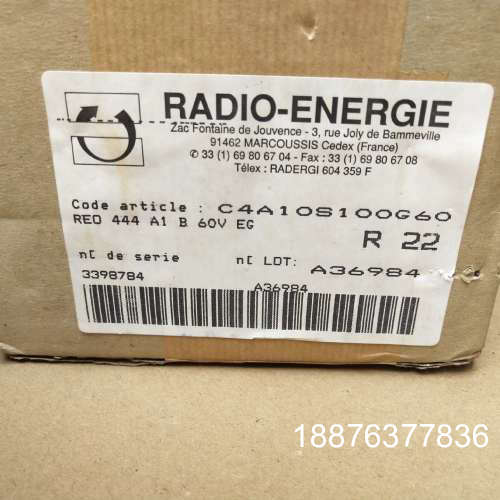 RADIO-ENERGIE
Zac Fontaine de Jouvence - 3, rue Joly de Bammeville
91462 MARCOUSSIS Cedex (France)
✆ 33 (1) 69 80 67 04 - Fax : 33 (1) 69 80 67 08
Télex : RADERGI 604 359 F
Code article : C4A10S100G60
REO 444 A1 B 60V EG
R 22
n[ de serie n[ LOT: A36984
3398784
A36984
18876377836